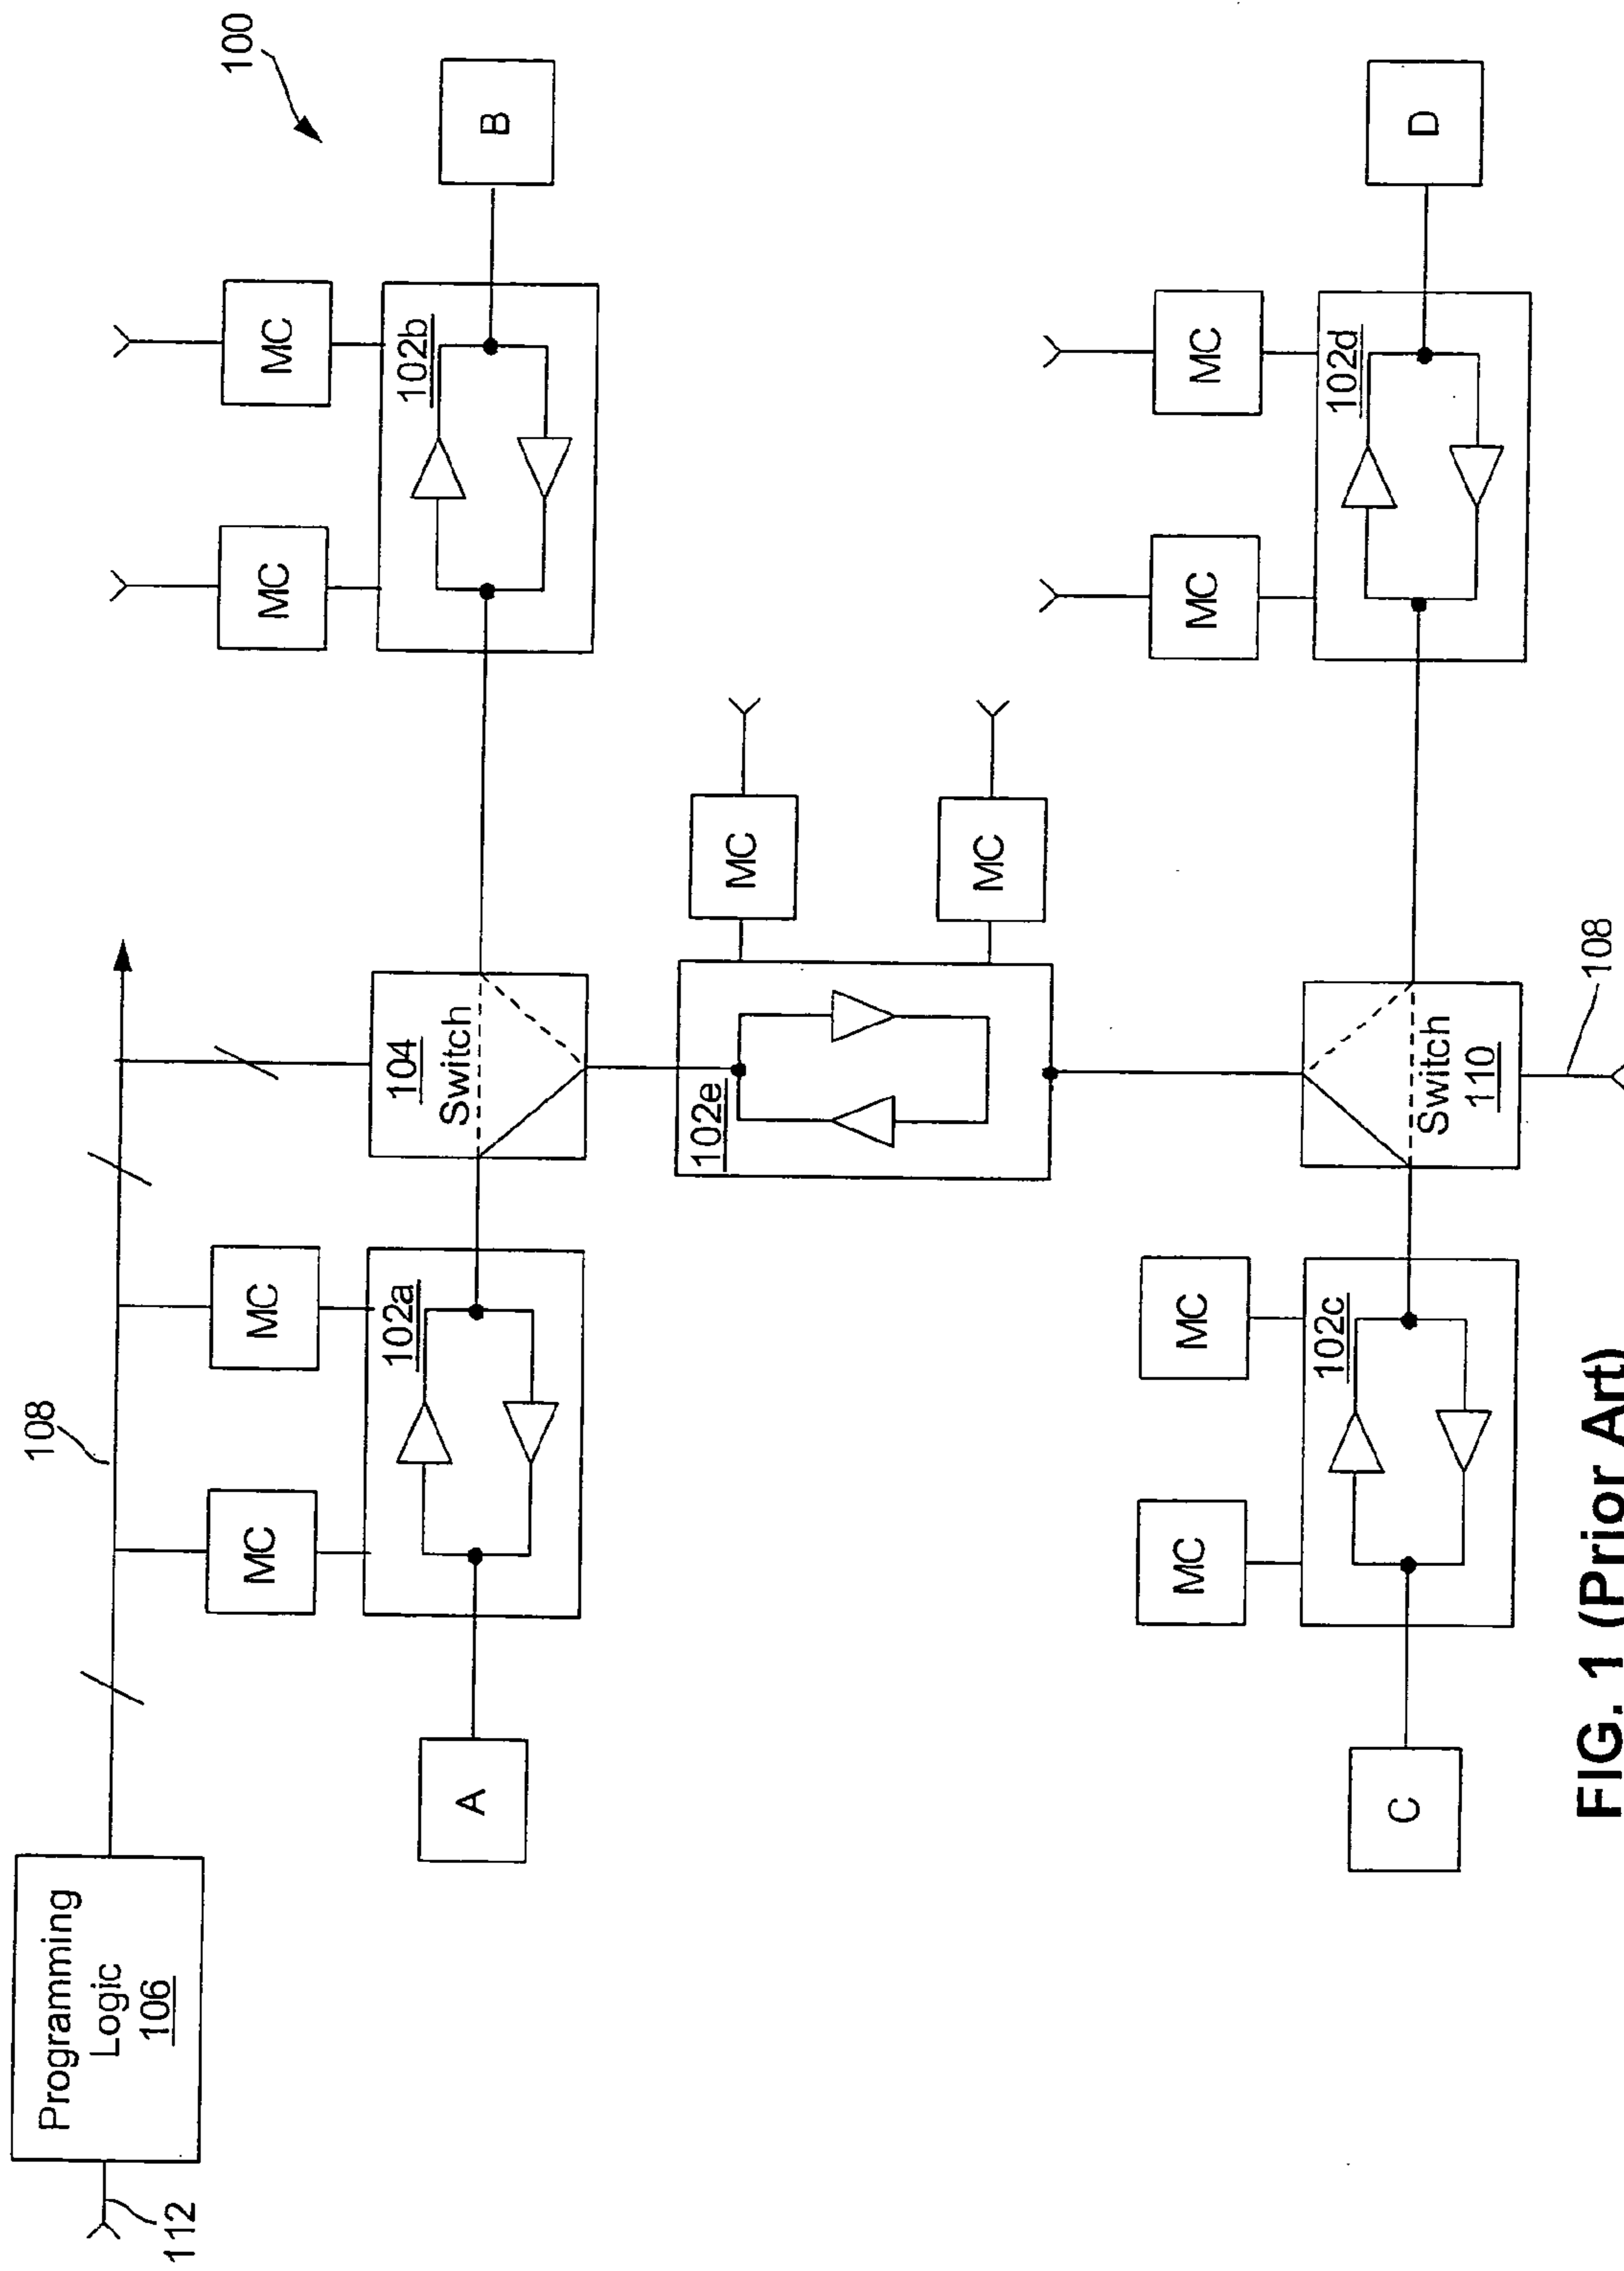 100
108
Programming
Logic
106
112
MC
MC
MC
MC
A
102a
104
Switch
102b
B
102e
MC
MC
MC
MC
MC
MC
C
102c
Switch
110
102d
D
108
FIG. 1 (Prior Art)